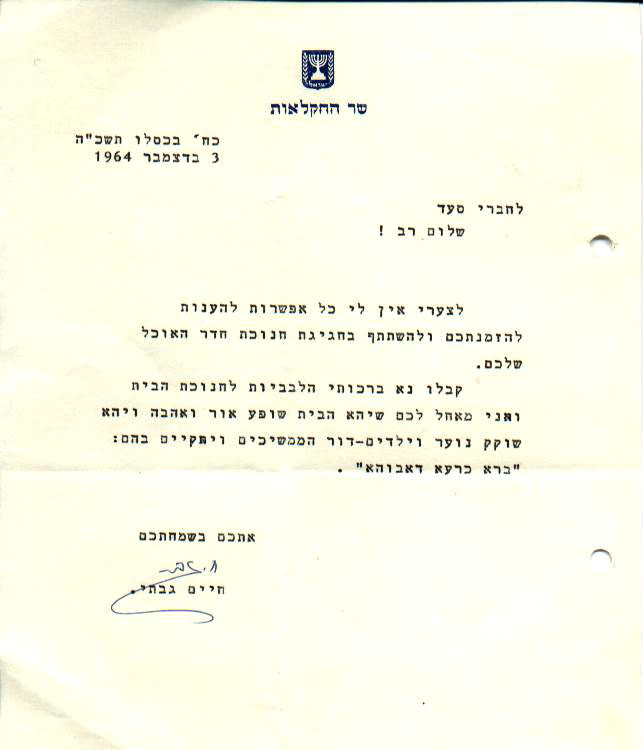 שר החקלאות
כח׳ בכסלו תשכ"ה
3 בדצמבר 1964
לחברי סעד
שלום רב !
לצערי אין לי כל אפשרות להענות
להזמנתכם ולהשתתף בחגיגת חנוכת חדר האוכל
שלכם.
קבלו נא ברכותי הלבביות לחנוכת הבית
ואני מאחל לכם שיהא הבית שופע אור ואהבה ויהא
שוקק נוער וילדים-דור הממשיכים ויתקיים בהם:
"ברא כרעא דאבוהא" .
אתכם בשמחתכם
ח. גבתי
חיים גבתי.